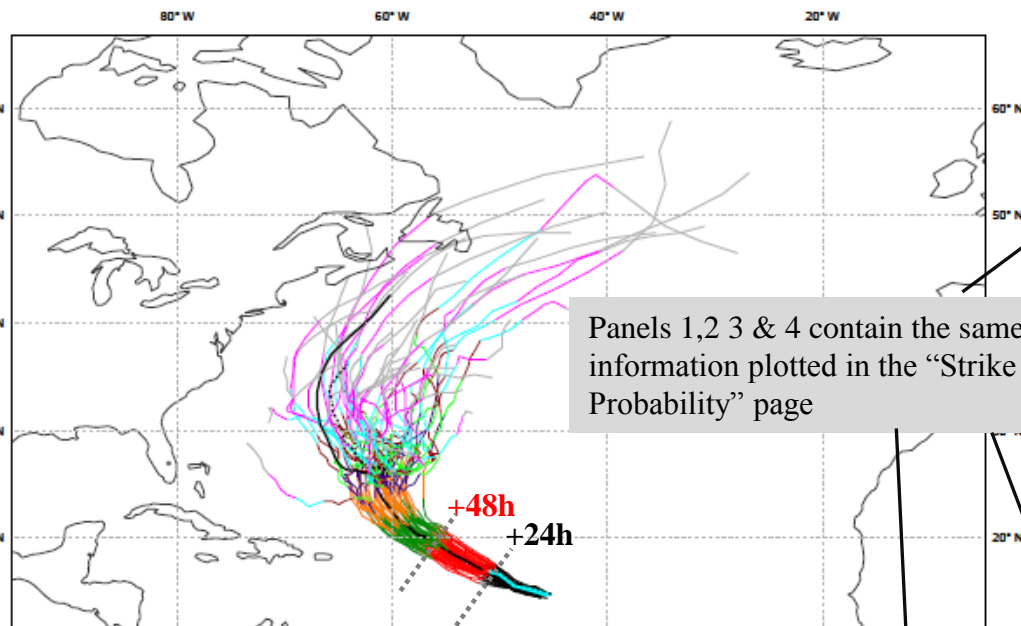 80° W 60° W 40° W 20° W
60° N
50° N
Panels 1,2 3 & 4 contain the same
information plotted in the “Strike
Probability” page
+48h
+24h
20° N